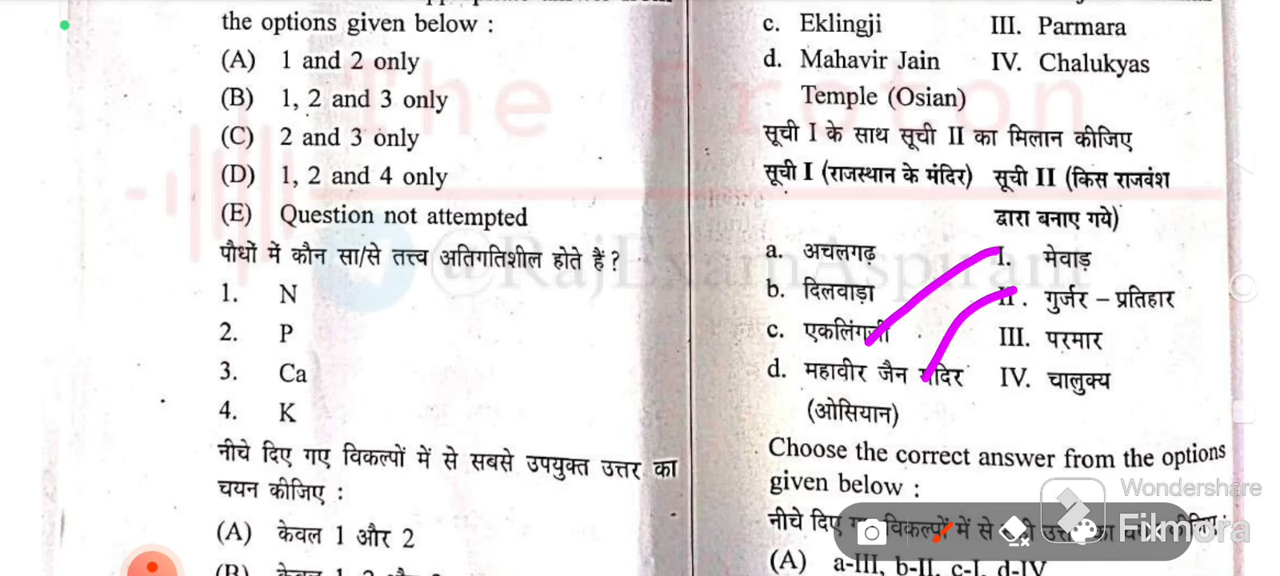 the options given below :
(A) 1 and 2 only
(B) 1, 2 and 3 only
(C) 2 and 3 only
(D) 1, 2 and 4 only
(E) Question not attempted
पौधों में कौन सा/से तत्त्व अतिगतिशील होते हैं ?
1. N
2. P
3. Ca
4. K
नीचे दिए गए विकल्पों में से सबसे उपयुक्त उत्तर का
चयन कीजिए :
(A) केवल 1 और 2
c. Eklingji III. Parmara
d. Mahavir Jain IV. Chalukyas
Temple (Osian)
सूची I के साथ सूची II का मिलान कीजिए
सूची I (राजस्थान के मंदिर) सूची II (किस राजवंश
द्वारा बनाए गये)
a. अचलगढ़ I. मेवाड़
b. दिलवाड़ा II. गुर्जर – प्रतिहार
c. एकलिंगजी III. परमार
d. महावीर जैन मंदिर IV. चालुक्य
(ओसियान)
Choose the correct answer from the options
given below :
नीचे दिए विकल्पों में से
(A) a-III, b-II, c-I, d-IV
The Proton
@RajExamAspirant
Wondershare
Filmora